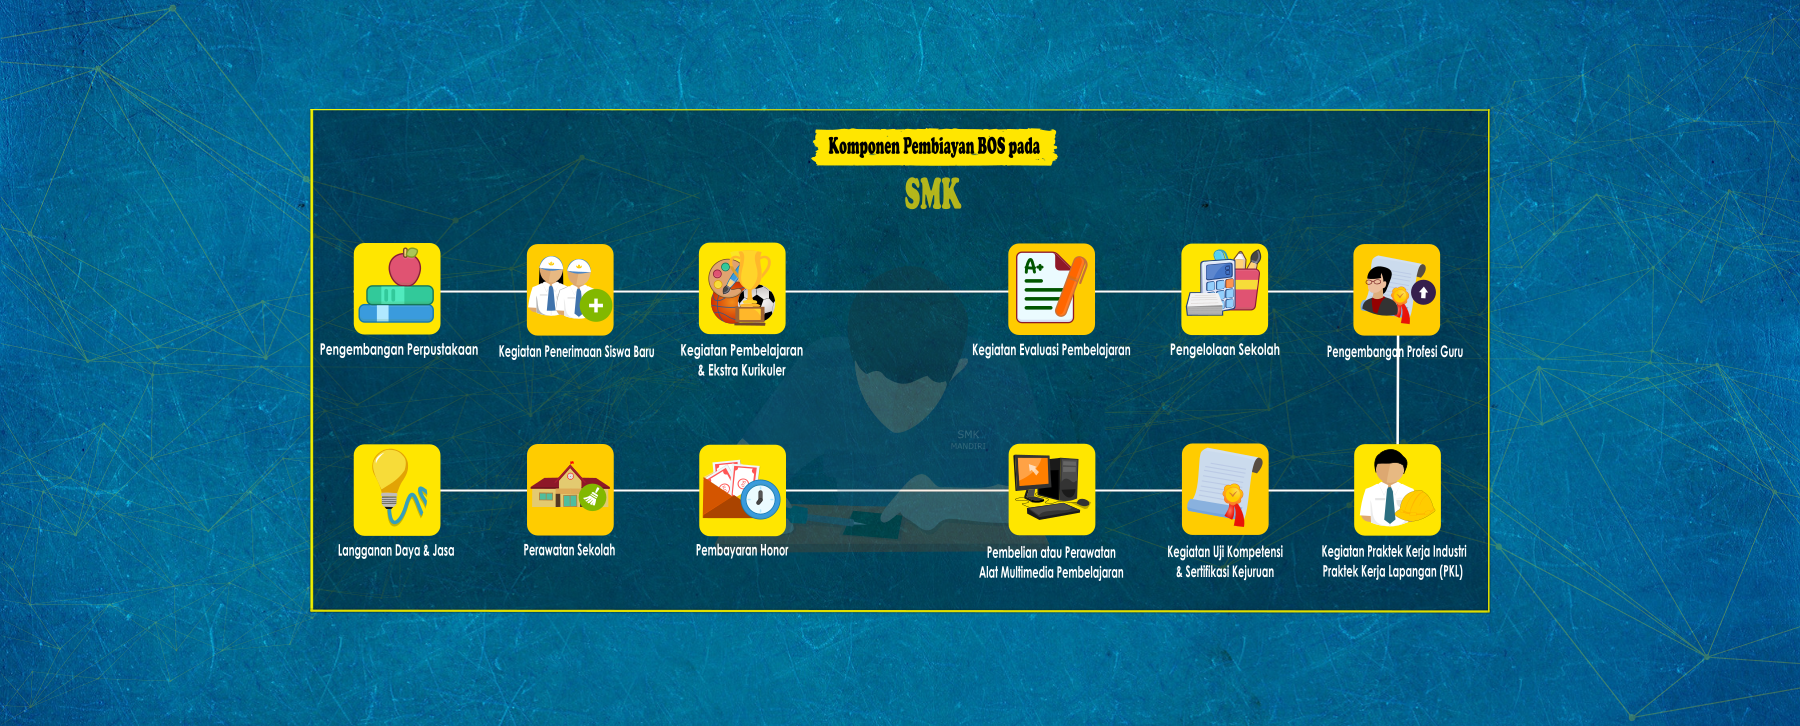 Komponen Pembiayan BOS pada
SMK
Pengembangan Perpustakaan
Kegiatan Penerimaan Siswa Baru
Kegiatan Pembelajaran
& Ekstra Kurikuler
Kegiatan Evaluasi Pembelajaran
Pengelolaan Sekolah
Pengembangan Profesi Guru
A+
SMK
MANDIRI
Langganan Daya & Jasa
Perawatan Sekolah
Pembayaran Honor
Pembelian atau Perawatan
Alat Multimedia Pembelajaran
Kegiatan Uji Kompetensi
& Sertifikasi Kejuruan
Kegiatan Praktek Kerja Industri
Praktek Kerja Lapangan (PKL)